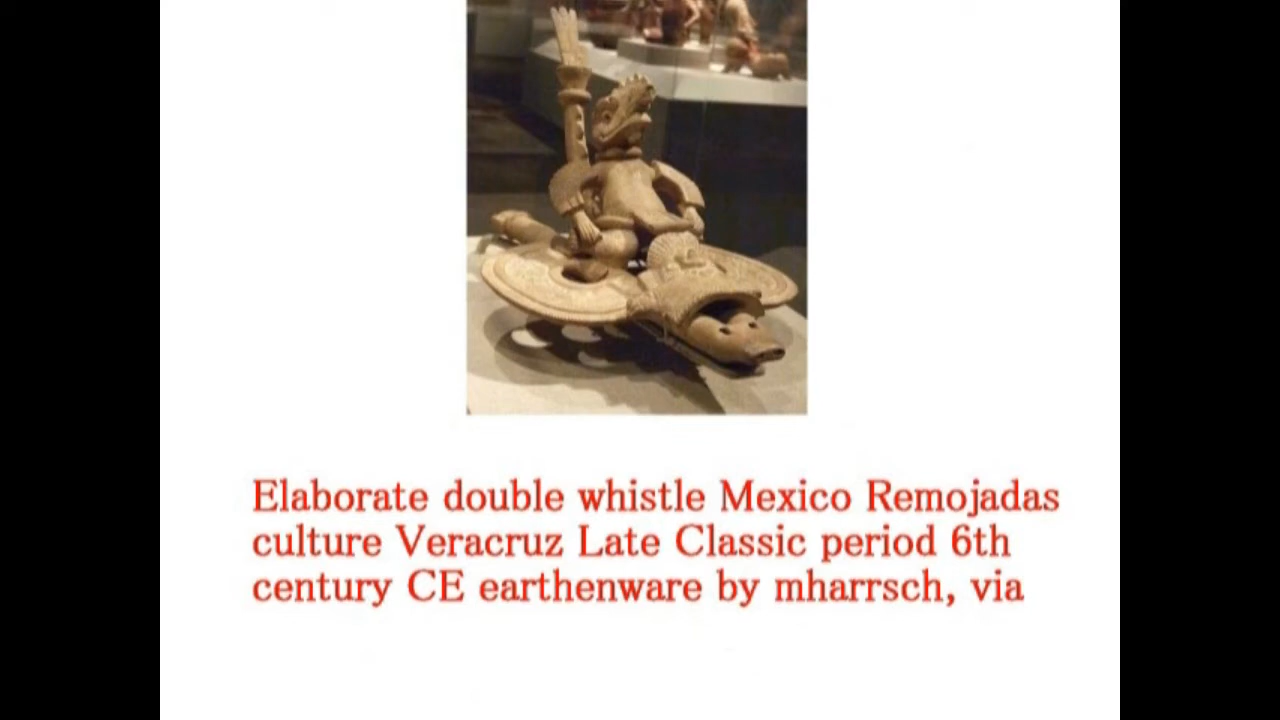 Elaborate double whistle Mexico Remojadas
culture Veracruz Late Classic period 6th
century CE earthenware by mharrsch, via